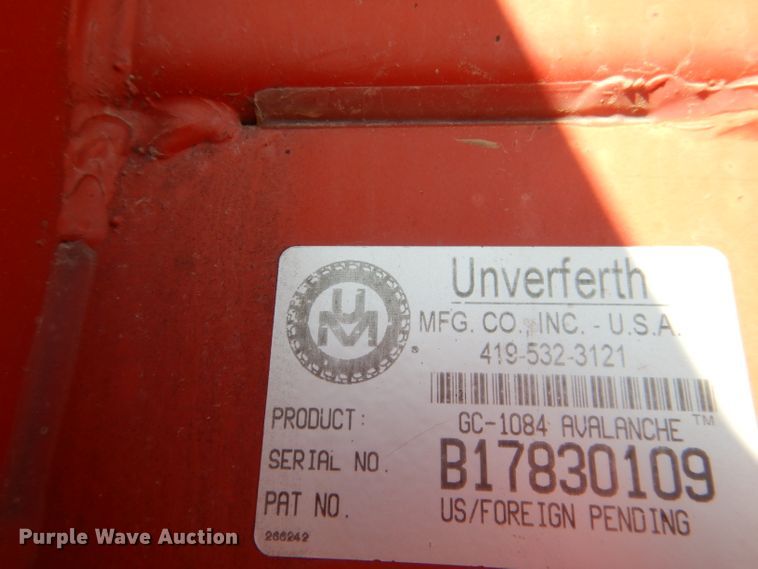 UM
®
Unverferth
MFG. CO., INC. - U.S.A.
419-532-3121
PRODUCT: GC-1084 AVALANCHE™
SERIAL NO. B17830109
PAT NO. US/FOREIGN PENDING
266242
Purple Wave Auction